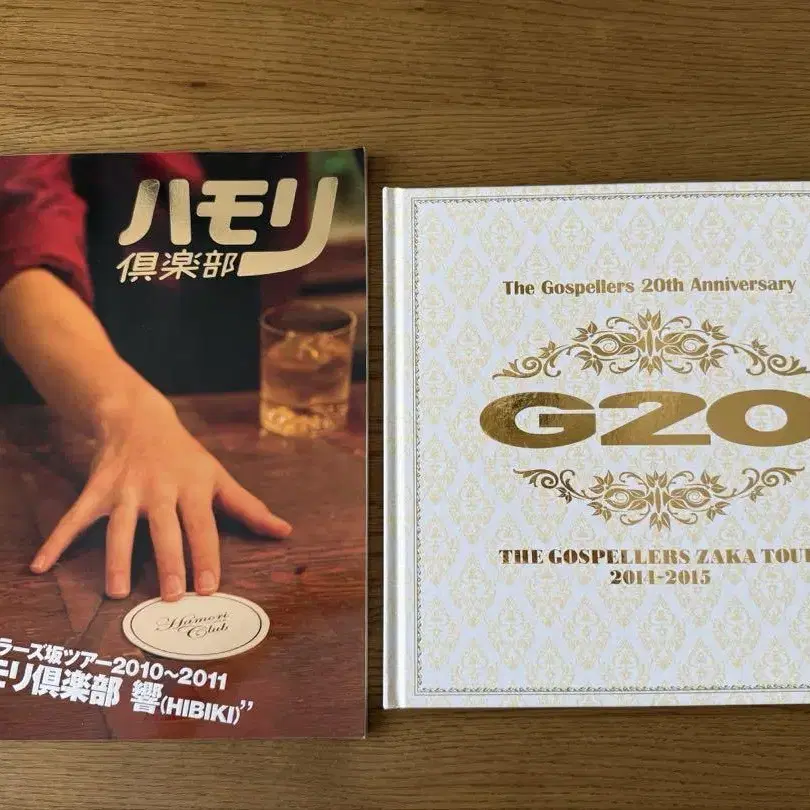 ハモリ
倶楽部
Hamori
Club
ラーズ坂ツアー2010～2011
モリ倶楽部 響(HIBIKI)”
The Gospellers 20th Anniversary
G20
THE GOSPELLERS ZAKA TOUR
2014-2015